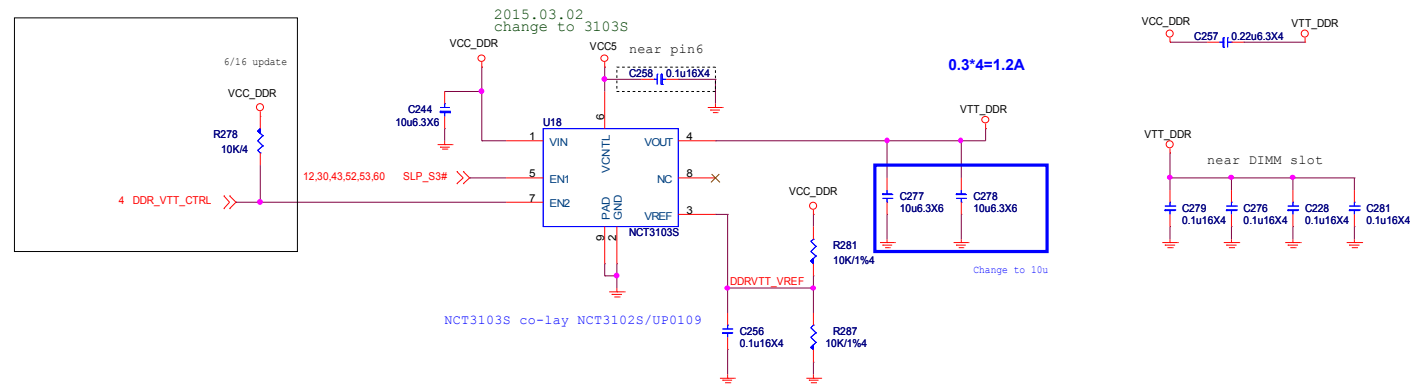 2015.03.02
change to 3103S
6/16 update
VCC_DDR
R278
10K/4
4 DDR_VTT_CTRL
VCC_DDR
C244
10u6.3X6
12,30,43,52,53,60 SLP_S3#
VCC5
near pin6
C258 0.1u16X4
U18
6
VCNTL
1 VIN
5 EN1
7 EN2
VOUT 4
NC 8
VREF 3
PAD
GND
9
2
NCT3103S
NCT3103S co-lay NCT3102S/UP0109
DDRVTT_VREF
C256
0.1u16X4
VCC_DDR
R281
10K/1%4
R287
10K/1%4
0.3*4=1.2A
VTT_DDR
C277
10u6.3X6
C278
10u6.3X6
Change to 10u
VCC_DDR
C257 0.22u6.3X4
VTT_DDR
VTT_DDR
near DIMM slot
C279
0.1u16X4
C276
0.1u16X4
C228
0.1u16X4
C281
0.1u16X4